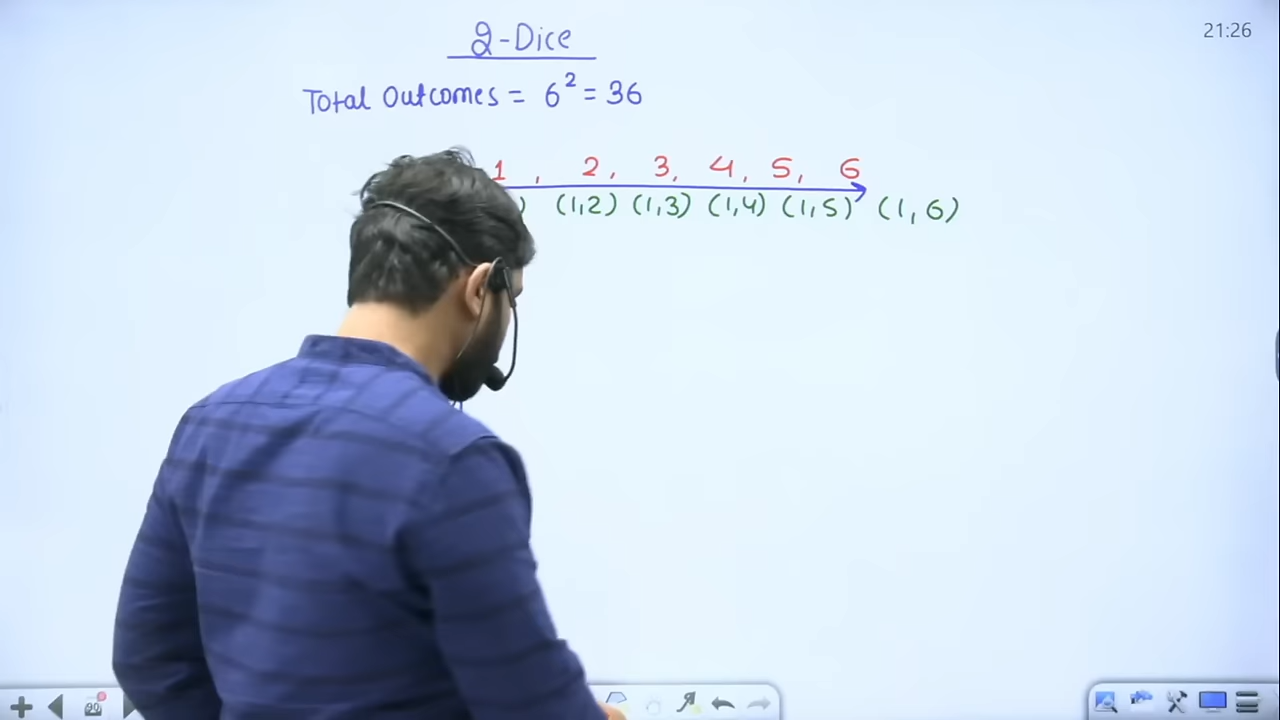 21:26
2-Dice
Total Outcomes = 6² = 36
1 , 2, 3, 4, 5, 6
) (1,2) (1,3) (1,4) (1,5) (1,6)